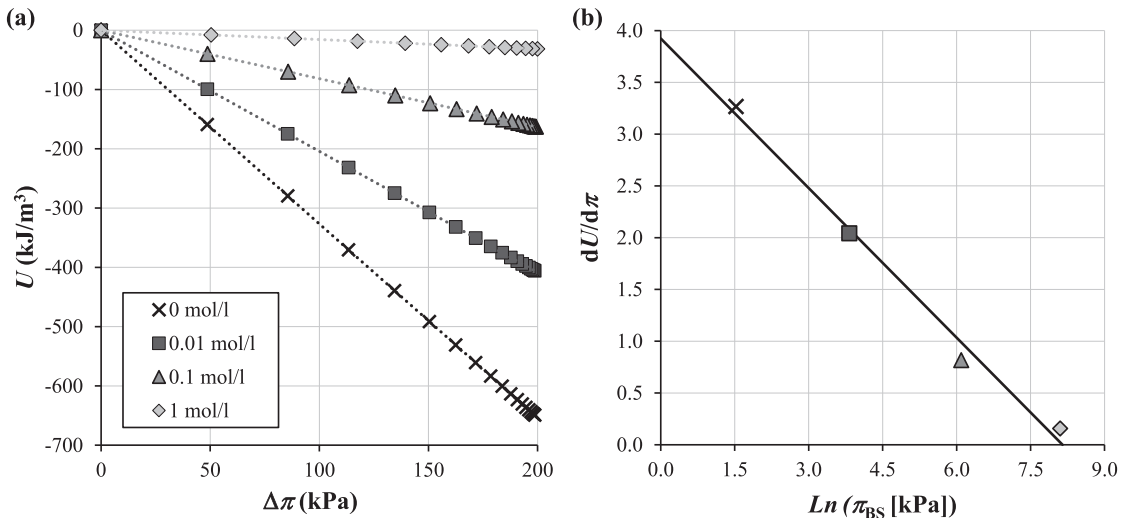 (a)
0
-100
-200
-300
-400
-500
-600
-700
U (kJ/m³)
0 mol/l
0.01 mol/l
0.1 mol/l
1 mol/l
0 50 100 150 200
Δπ (kPa)
(b)
4.0
3.5
3.0
2.5
2.0
1.5
1.0
0.5
0.0
dU/dπ
0.0 1.5 3.0 4.5 6.0 7.5 9.0
Ln (π_BS [kPa])